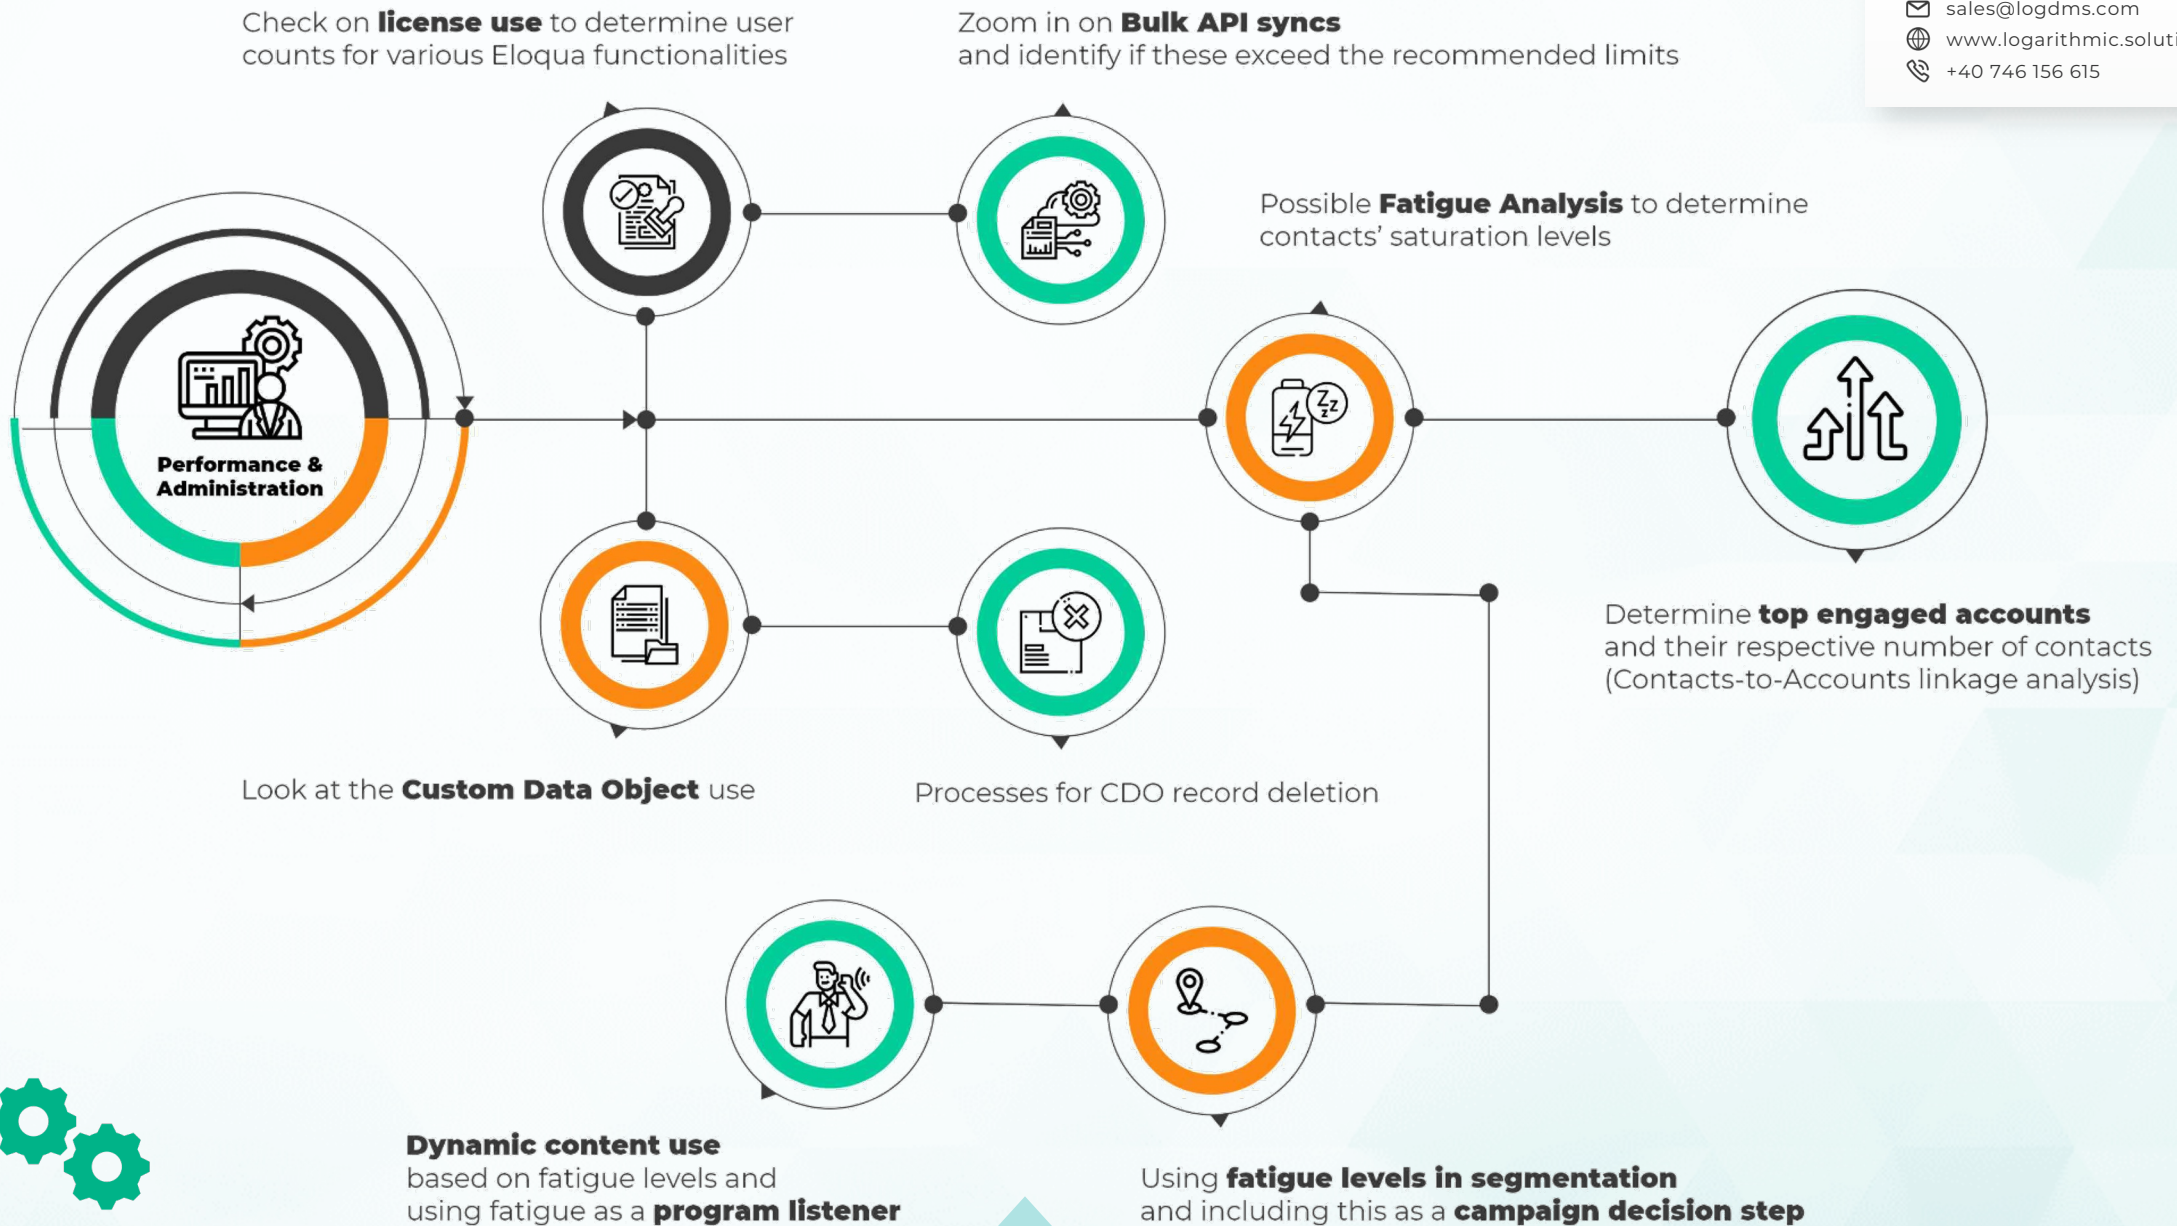 Check on license use to determine user
counts for various Eloqua functionalities
Zoom in on Bulk API syncs
and identify if these exceed the recommended limits
sales@logdms.com
www.logarithmic.soluti
+40 746 156 615
Possible Fatigue Analysis to determine
contacts’ saturation levels
Performance &
Administration
Zz
zz
Determine top engaged accounts
and their respective number of contacts
(Contacts-to-Accounts linkage analysis)
Look at the Custom Data Object use
Processes for CDO record deletion
Dynamic content use
based on fatigue levels and
using fatigue as a program listener
Using fatigue levels in segmentation
and including this as a campaign decision step